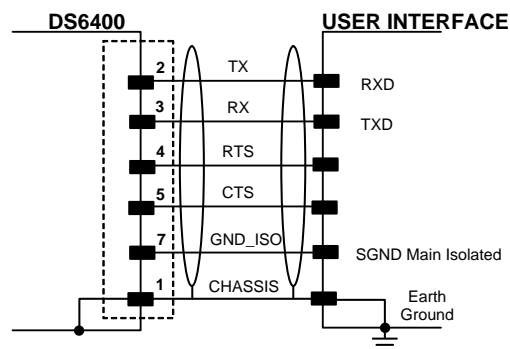 DS6400 USER INTERFACE
2 TX RXD
3 RX TXD
4 RTS
5 CTS
7 GND_ISO SGND Main Isolated
1 CHASSIS Earth
Ground